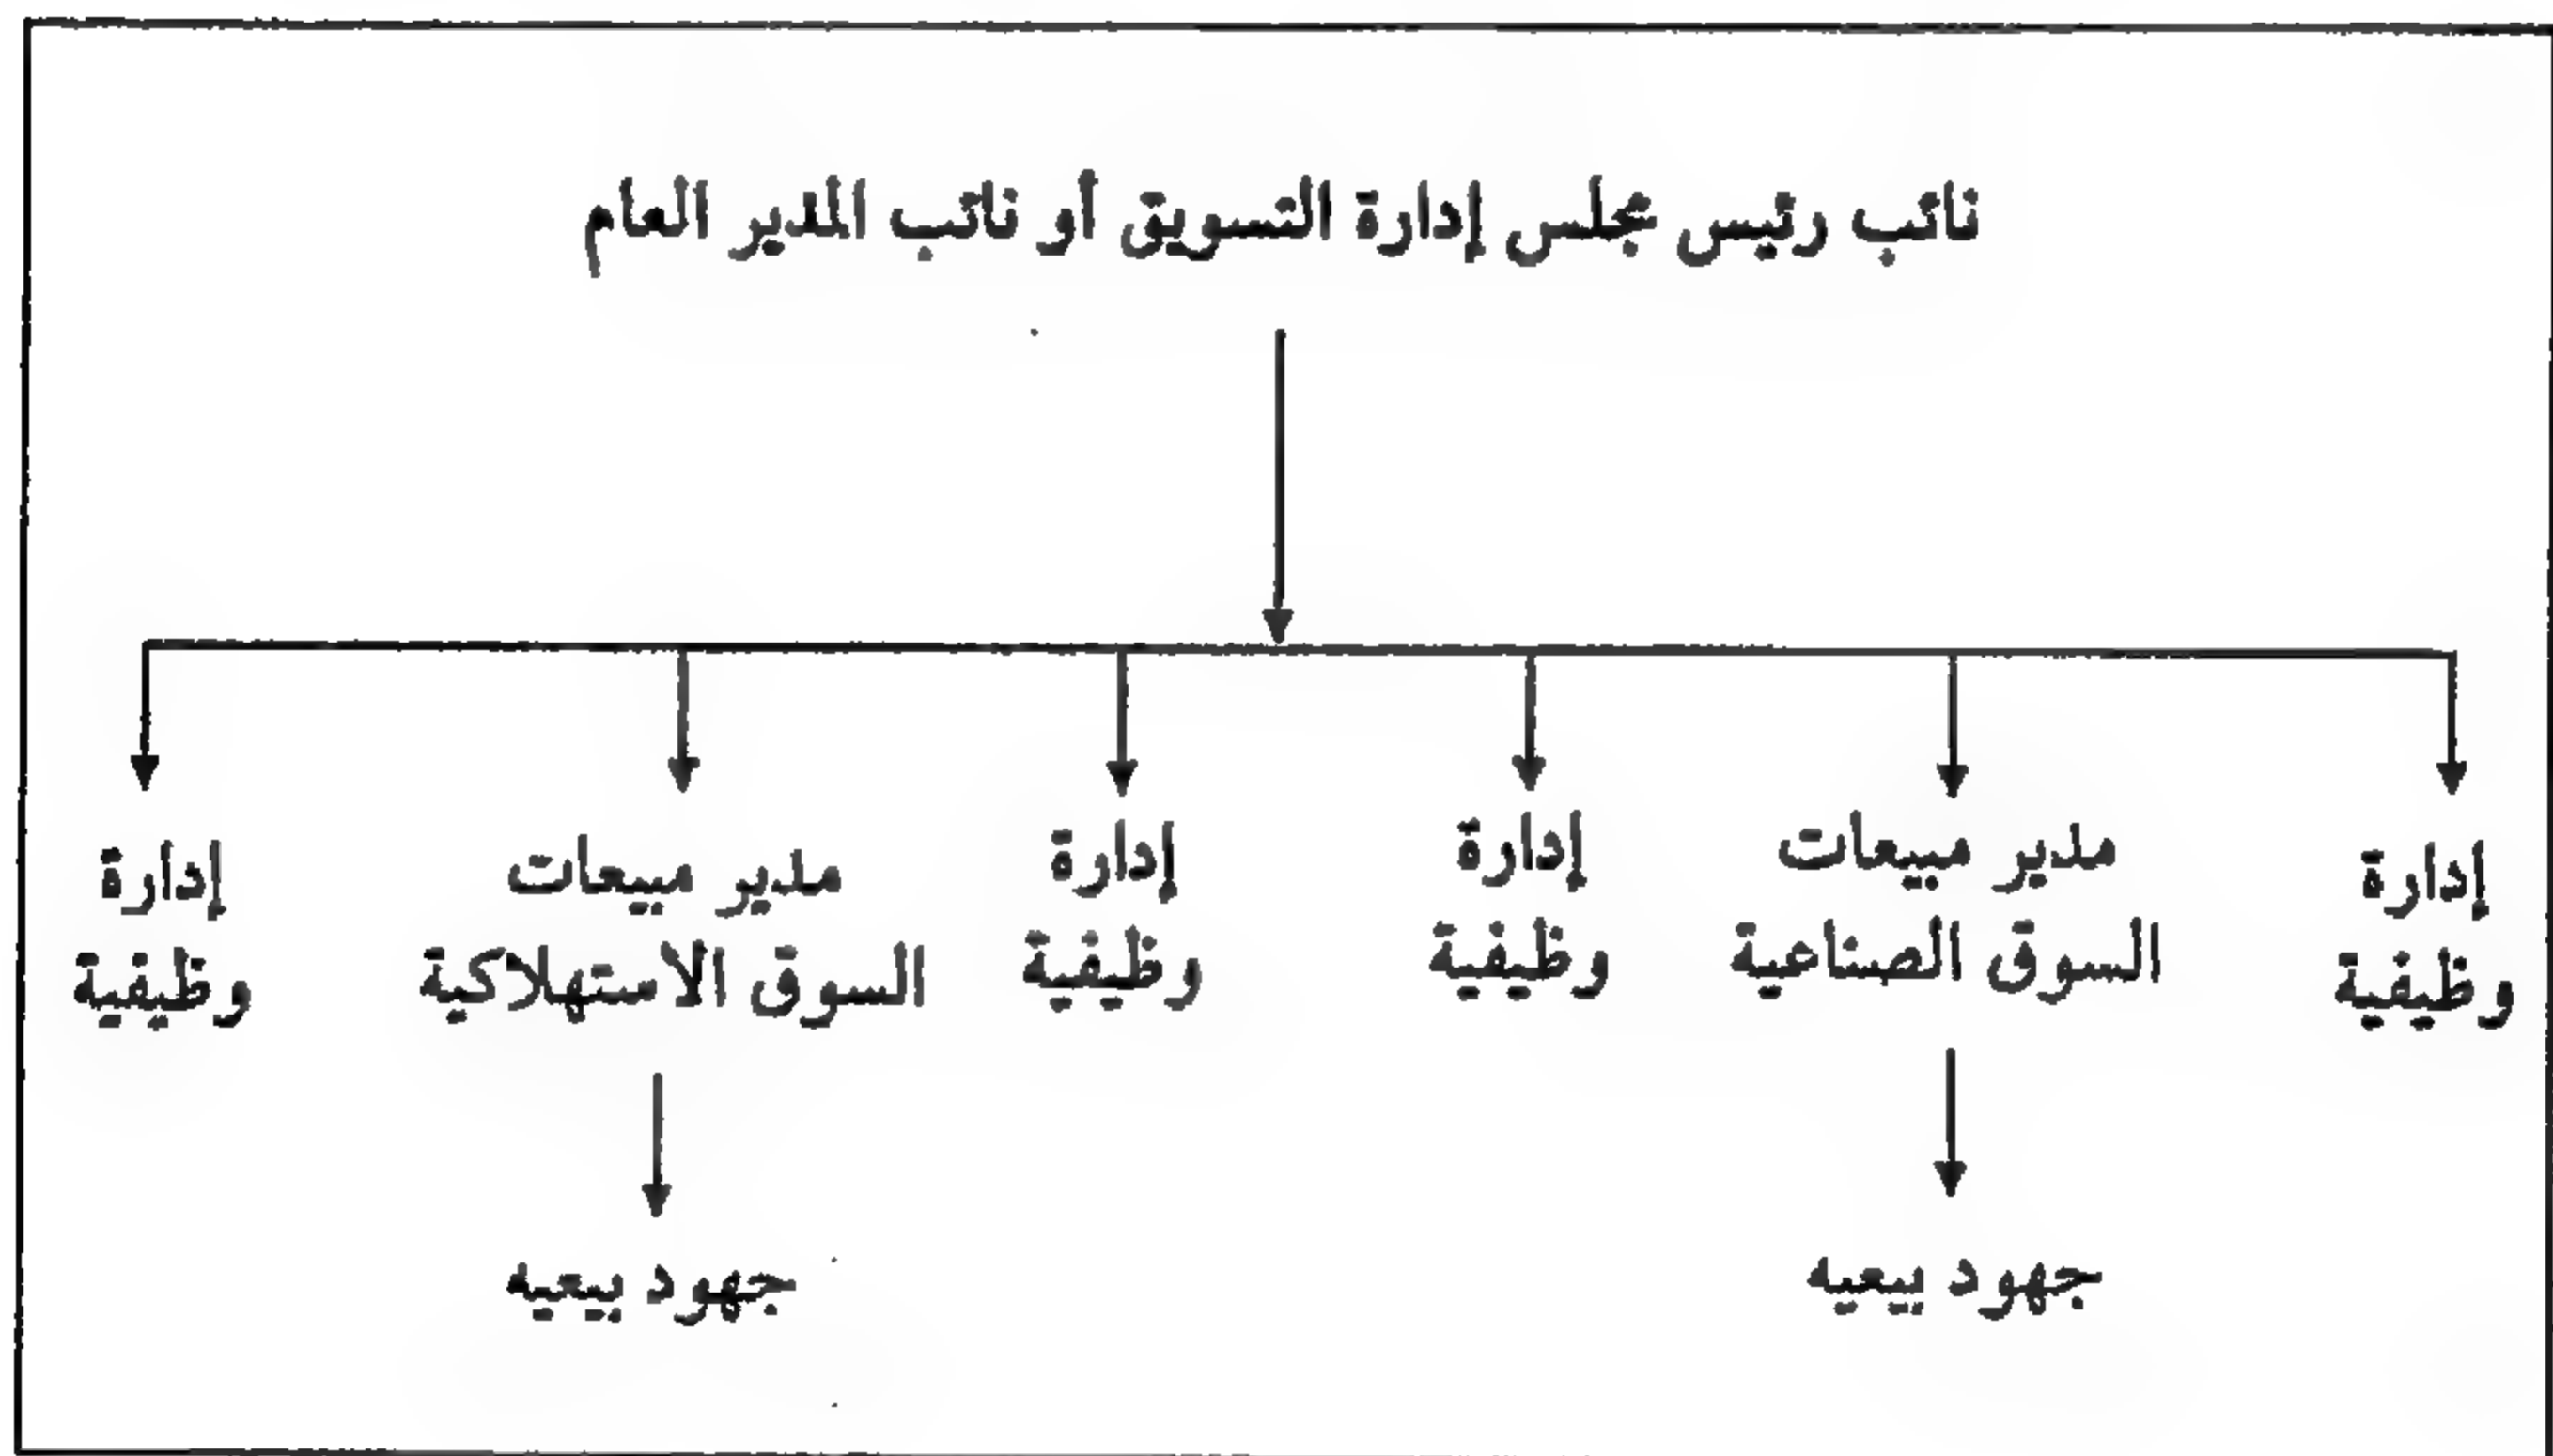 نائب رئيس مجلس إدارة التسويق أو نائب المدير العام
إدارة
وظيفية
مدير مبيعات
السوق الصناعية
إدارة
وظيفية
إدارة
وظيفية
مدير مبيعات
السوق الاستهلاكية
إدارة
وظيفية
جهود بيعيه
جهود بيعيه